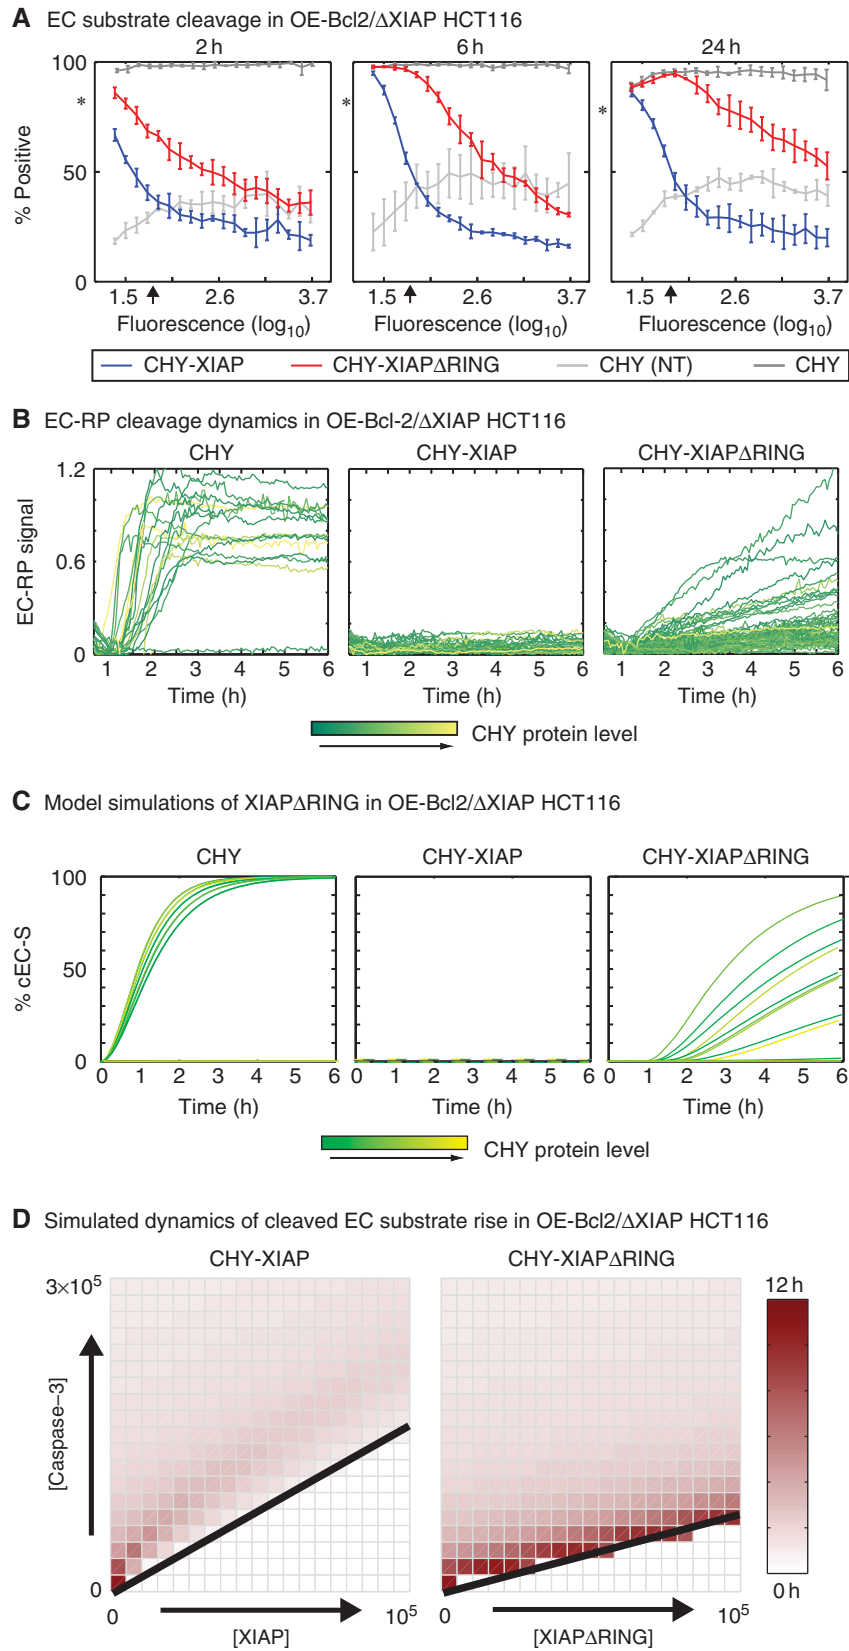 A EC substrate cleavage in OE-Bcl2/ΔXIAP HCT116
2 h 6 h 24 h
% Positive
100
50
0
*
*
*
1.5 2.6 3.7
1.5 2.6 3.7
1.5 2.6 3.7
Fluorescence (log10) Fluorescence (log10) Fluorescence (log10)
CHY-XIAP CHY-XIAPΔRING CHY (NT) CHY
B EC-RP cleavage dynamics in OE-Bcl-2/ΔXIAP HCT116
CHY CHY-XIAP CHY-XIAPΔRING
EC-RP signal
1.2
0.6
0
1 2 3 4 5 6
1 2 3 4 5 6
1 2 3 4 5 6
Time (h) Time (h) Time (h)
CHY protein level
C Model simulations of XIAPΔRING in OE-Bcl2/ΔXIAP HCT116
CHY CHY-XIAP CHY-XIAPΔRING
% cEC-S
100
50
0
0 1 2 3 4 5 6
0 1 2 3 4 5 6
0 1 2 3 4 5 6
Time (h) Time (h) Time (h)
CHY protein level
D Simulated dynamics of cleaved EC substrate rise in OE-Bcl2/ΔXIAP HCT116
CHY-XIAP CHY-XIAPΔRING
3×10⁵
[Caspase−3]
0
12 h
0 h
0 10⁵
0 10⁵
[XIAP] [XIAPΔRING]